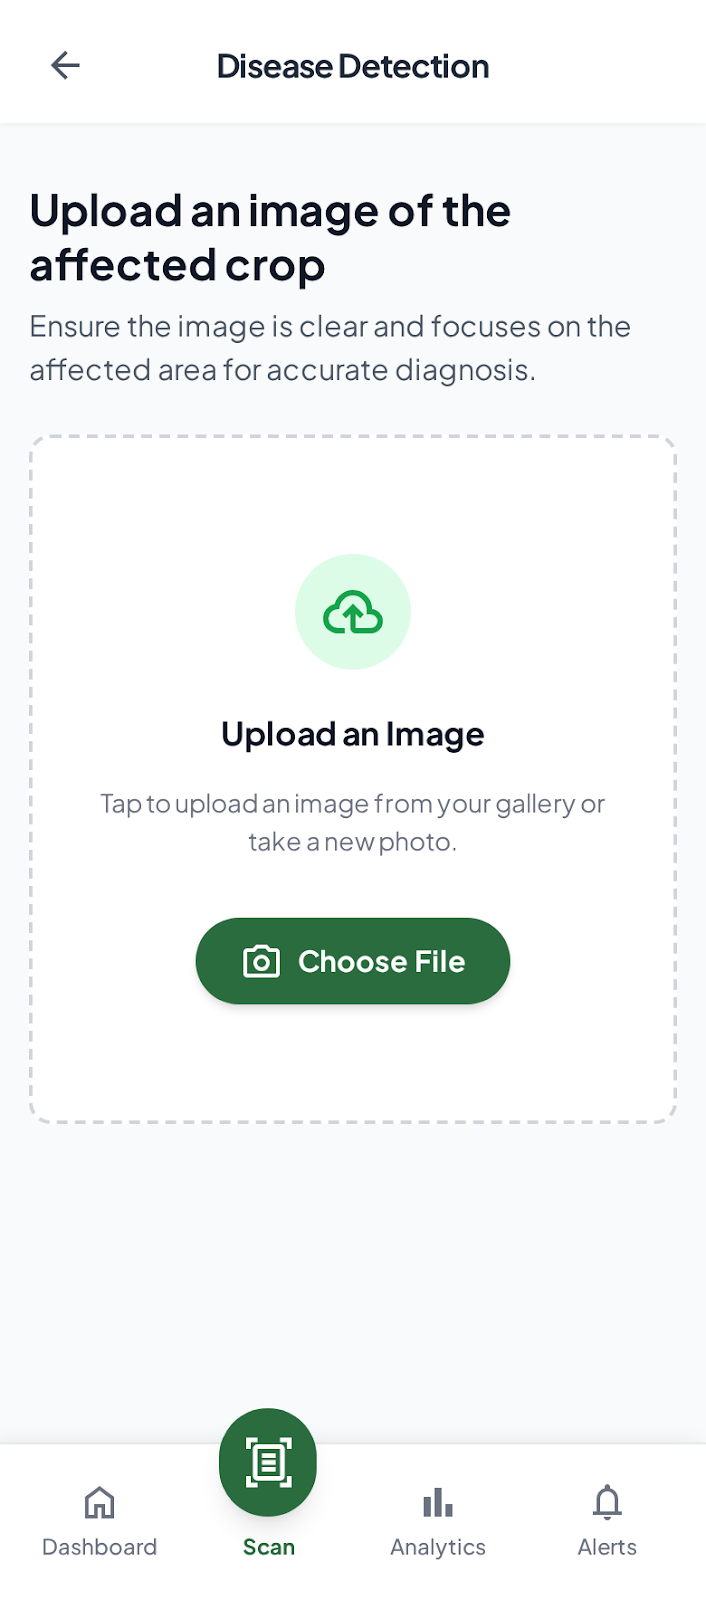 Disease Detection
Upload an image of the
affected crop
Ensure the image is clear and focuses on the
affected area for accurate diagnosis.
Upload an Image
Tap to upload an image from your gallery or
take a new photo.
Choose File
Dashboard
Scan
Analytics
Alerts